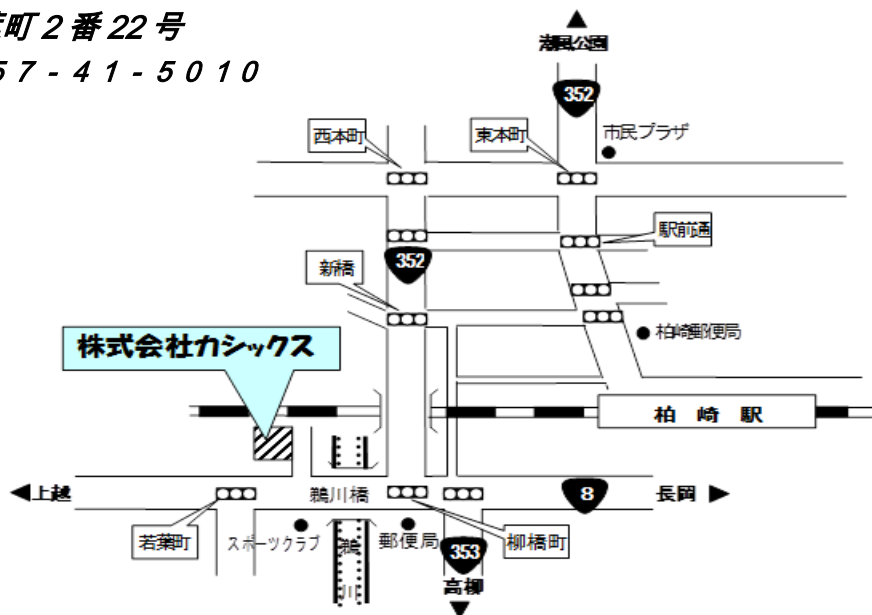 町2番22号
57-41-5010
潮風公園
352
市民プラザ
西本町
東本町
駅前通
352
新橋
柏崎郵便局
株式会社カシックス
柏崎駅
上越
鵜川橋
8
長岡
若葉町
スポーツクラブ
鵜川
郵便局
353
柳橋町
高柳